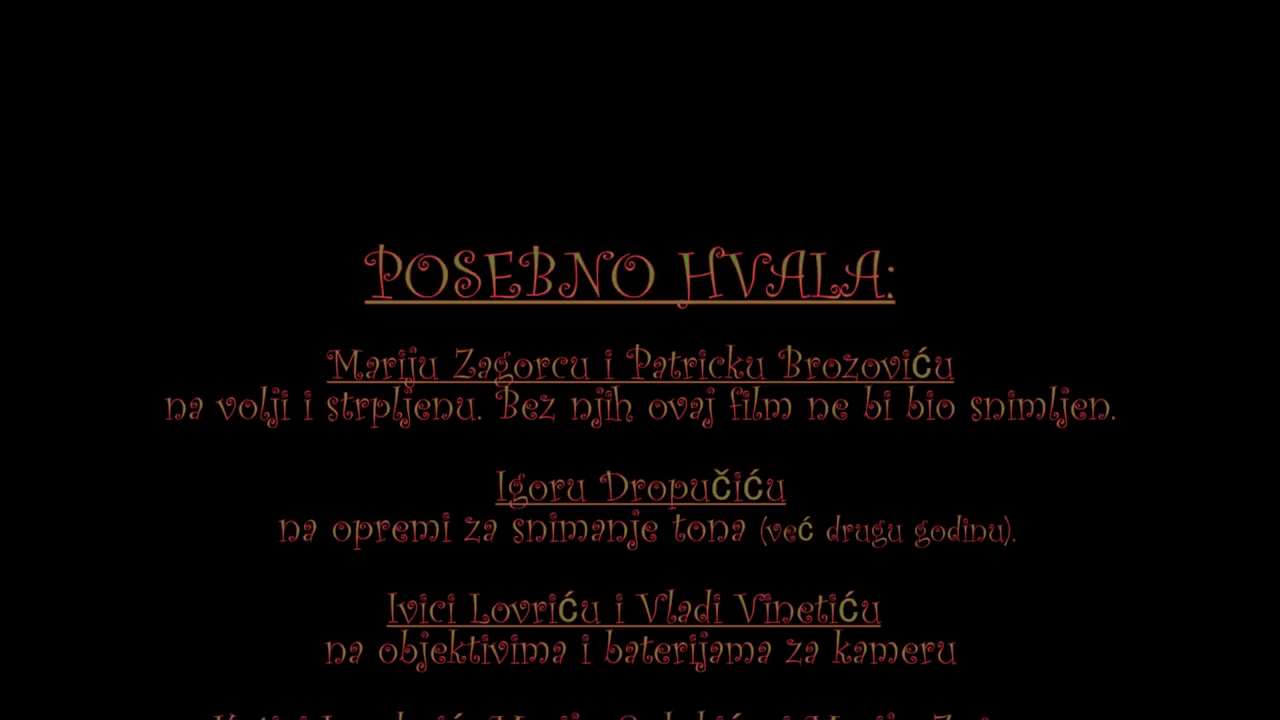 POSEBNO HVALA:
Mariju Zagorcu i Patricku Brozoviću
na volji i strpljenu. Bez njih ovaj film ne bi bio snimljen.
Igoru Dropučiću
na opremi za snimanje tona (već drugu godinu).
Ivici Lovriću i Vladi Vinetiću
na objektivima i baterijama za kameru